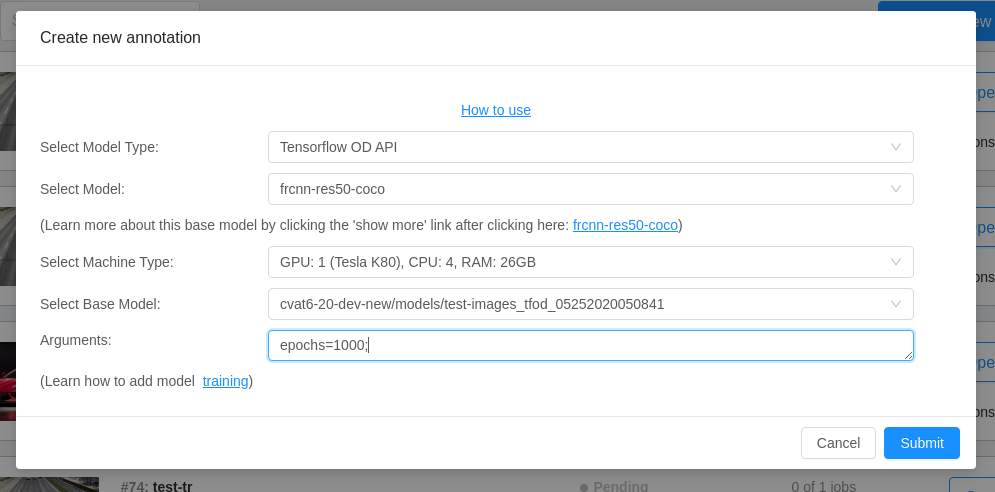 Create new annotation
How to use
Select Model Type: Tensorflow OD API
Select Model: frcnn-res50-coco
(Learn more about this base model by clicking the 'show more' link after clicking here: frcnn-res50-coco)
Select Machine Type: GPU: 1 (Tesla K80), CPU: 4, RAM: 26GB
Select Base Model: cvat6-20-dev-new/models/test-images_tfod_05252020050841
Arguments: epochs=1000;
(Learn how to add model training)
Cancel Submit
#74: test-tr Pending 0 of 1 jobs